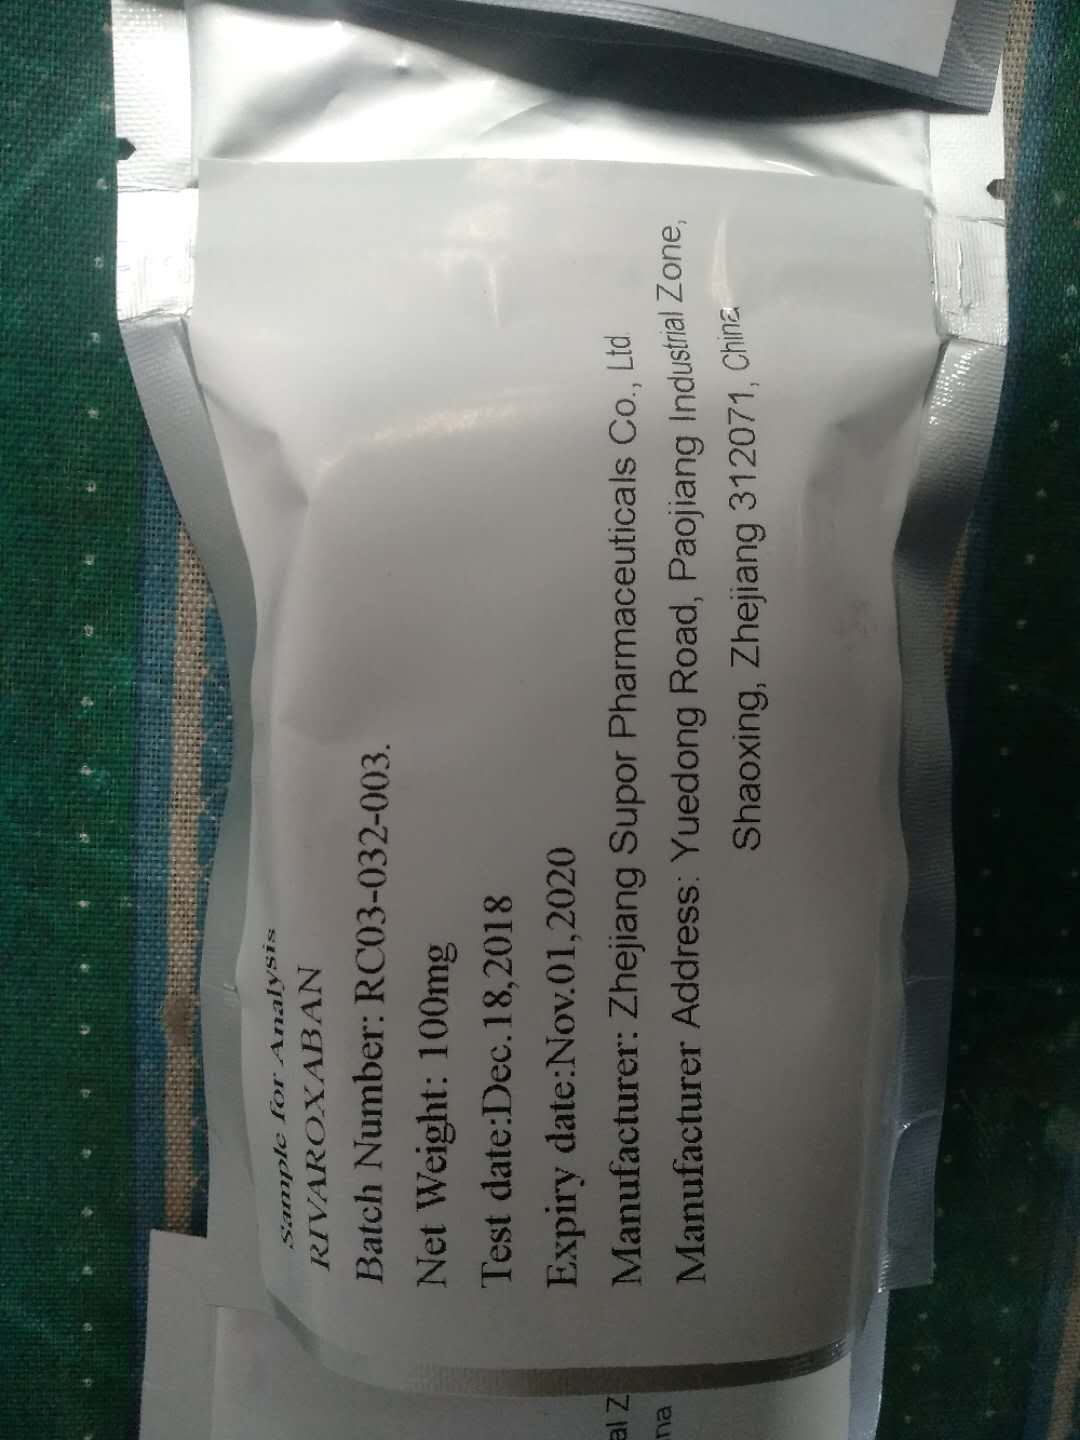 Sample for Analysis
RIVAROXABAN
Batch Number: RC03-032-003.
Net Weight: 100mg
Test date:Dec.18,2018
Expiry date:Nov.01,2020
Manufacturer: Zhejiang Supor Pharmaceuticals Co., Ltd.
Manufacturer Address: Yuedong Road, Paojiang Industrial Zone,
Shaoxing, Zhejiang 312071, China
al Z
na